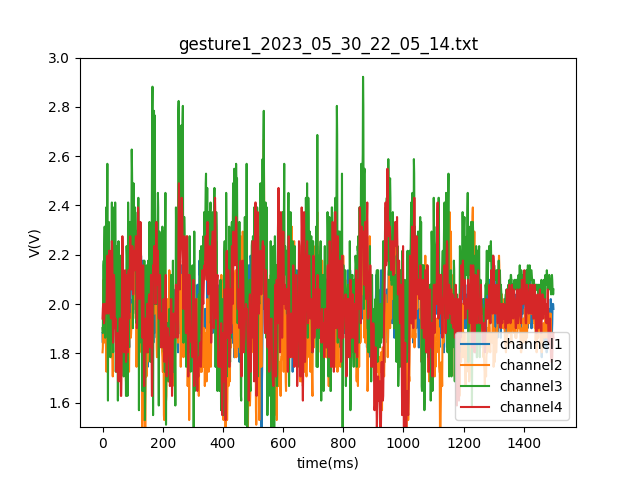 gesture1_2023_05_30_22_05_14.txt
3.0
2.8
2.6
2.4
2.2
2.0
1.8
1.6
V(V)
channel1
channel2
channel3
channel4
0 200 400 600 800 1000 1200 1400
time(ms)